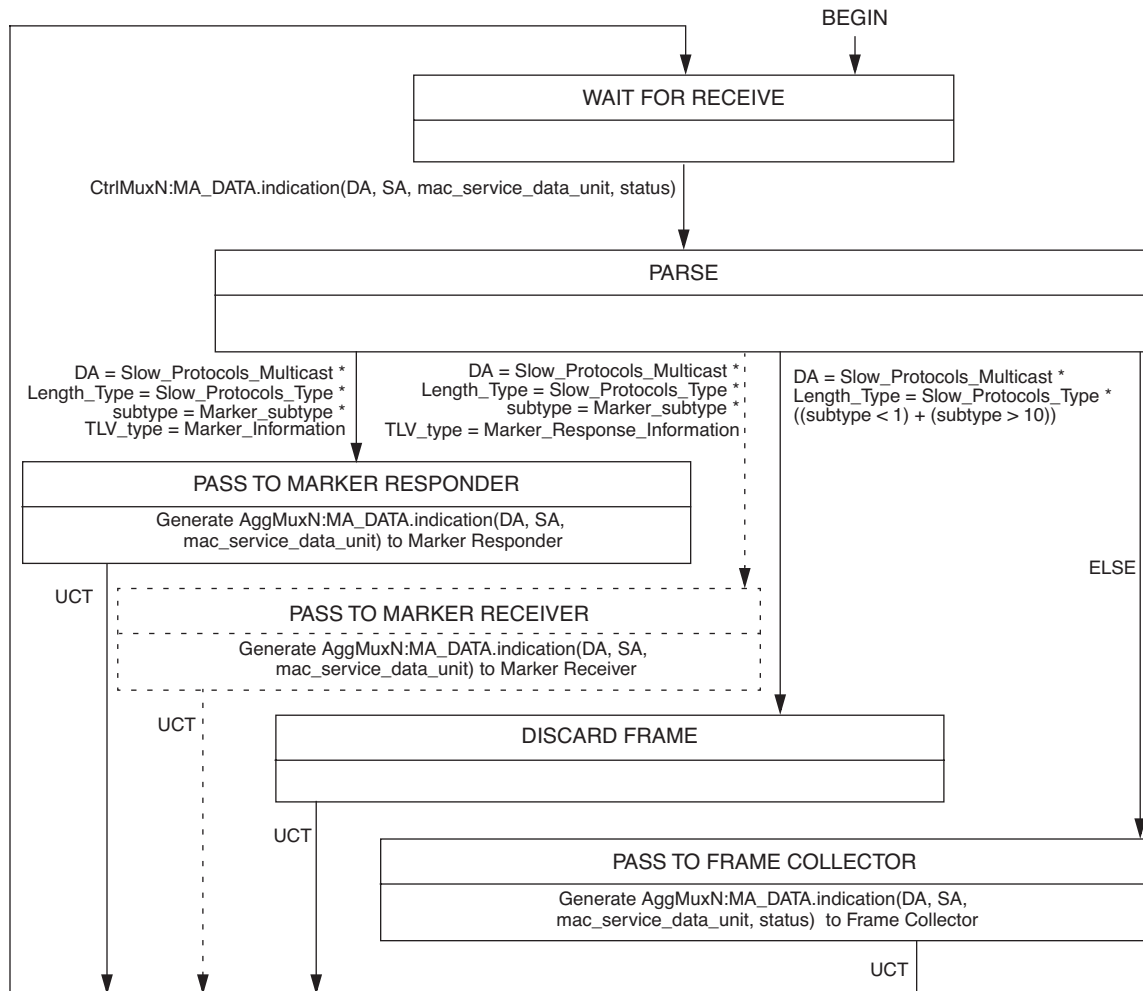 BEGIN
WAIT FOR RECEIVE
CtrlMuxN:MA_DATA.indication(DA, SA, mac_service_data_unit, status)
PARSE
DA = Slow_Protocols_Multicast *
Length_Type = Slow_Protocols_Type *
subtype = Marker_subtype *
TLV_type = Marker_Information
DA = Slow_Protocols_Multicast *
Length_Type = Slow_Protocols_Type *
subtype = Marker_subtype *
TLV_type = Marker_Response_Information
DA = Slow_Protocols_Multicast *
Length_Type = Slow_Protocols_Type *
((subtype < 1) + (subtype > 10))
PASS TO MARKER RESPONDER
Generate AggMuxN:MA_DATA.indication(DA, SA,
mac_service_data_unit) to Marker Responder
ELSE
UCT
PASS TO MARKER RECEIVER
Generate AggMuxN:MA_DATA.indication(DA, SA,
mac_service_data_unit) to Marker Receiver
UCT
DISCARD FRAME
UCT
PASS TO FRAME COLLECTOR
Generate AggMuxN:MA_DATA.indication(DA, SA,
mac_service_data_unit, status) to Frame Collector
UCT